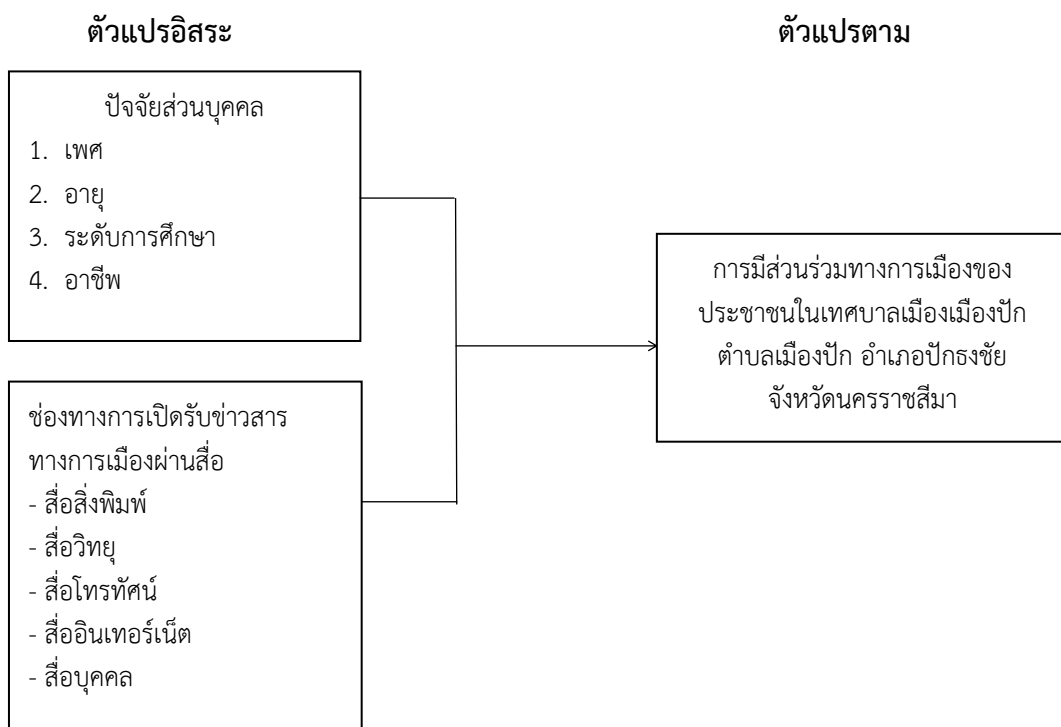 ตัวแปรอิสระ
ตัวแปรตาม
ปัจจัยส่วนบุคคล
1. เพศ
2. อายุ
3. ระดับการศึกษา
4. อาชีพ
ช่องทางการเปิดรับข่าวสาร
ทางการเมืองผ่านสื่อ
- สื่อสิ่งพิมพ์
- สื่อวิทยุ
- สื่อโทรทัศน์
- สื่ออินเทอร์เน็ต
- สื่อบุคคล
การมีส่วนร่วมทางการเมืองของ
ประชาชนในเทศบาลเมืองเมืองปัก
ตำบลเมืองปัก อำเภอปักธงชัย
จังหวัดนครราชสีมา